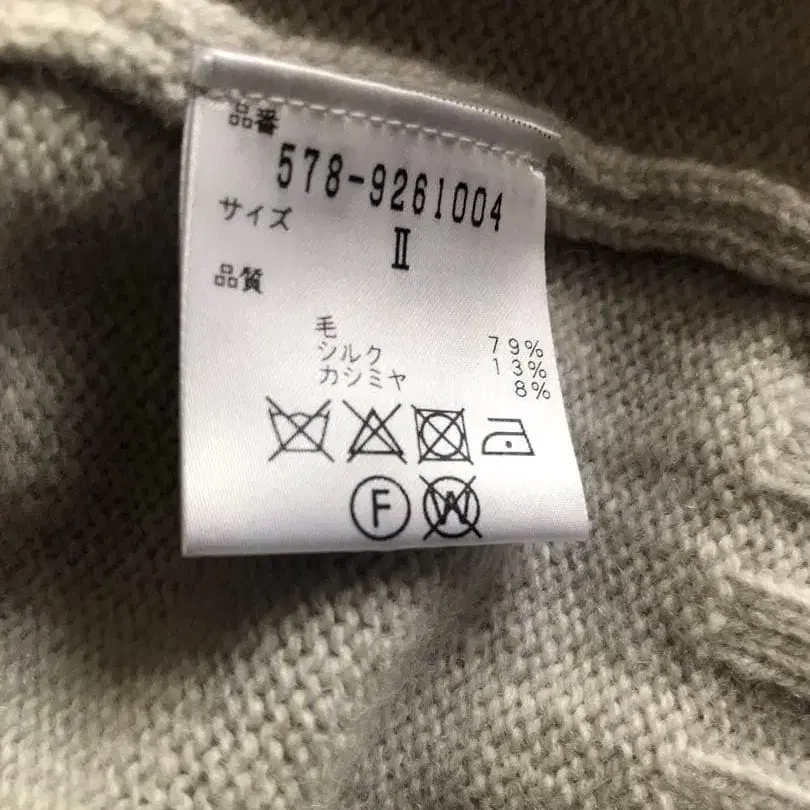 品番
578-9261004
サイズ
Ⅱ
品質
毛 79%
シルク 13%
カシミヤ 8%
F W